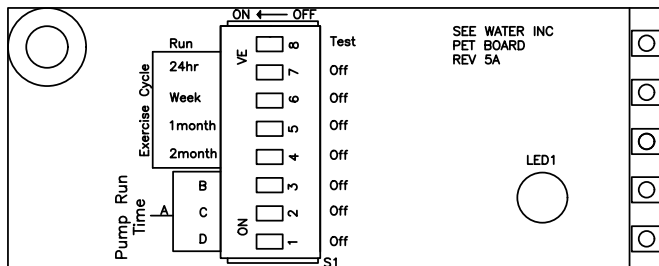 ON ← OFF
Run 8 Test
24hr 7 Off
Week 6 Off
1month 5 Off
2month 4 Off
B 3 Off
C 2 Off
D 1 Off
VE
ON
Exercise Cycle
Pump Run
Time
A
S1
SEE WATER INC
PET BOARD
REV 5A
LED1